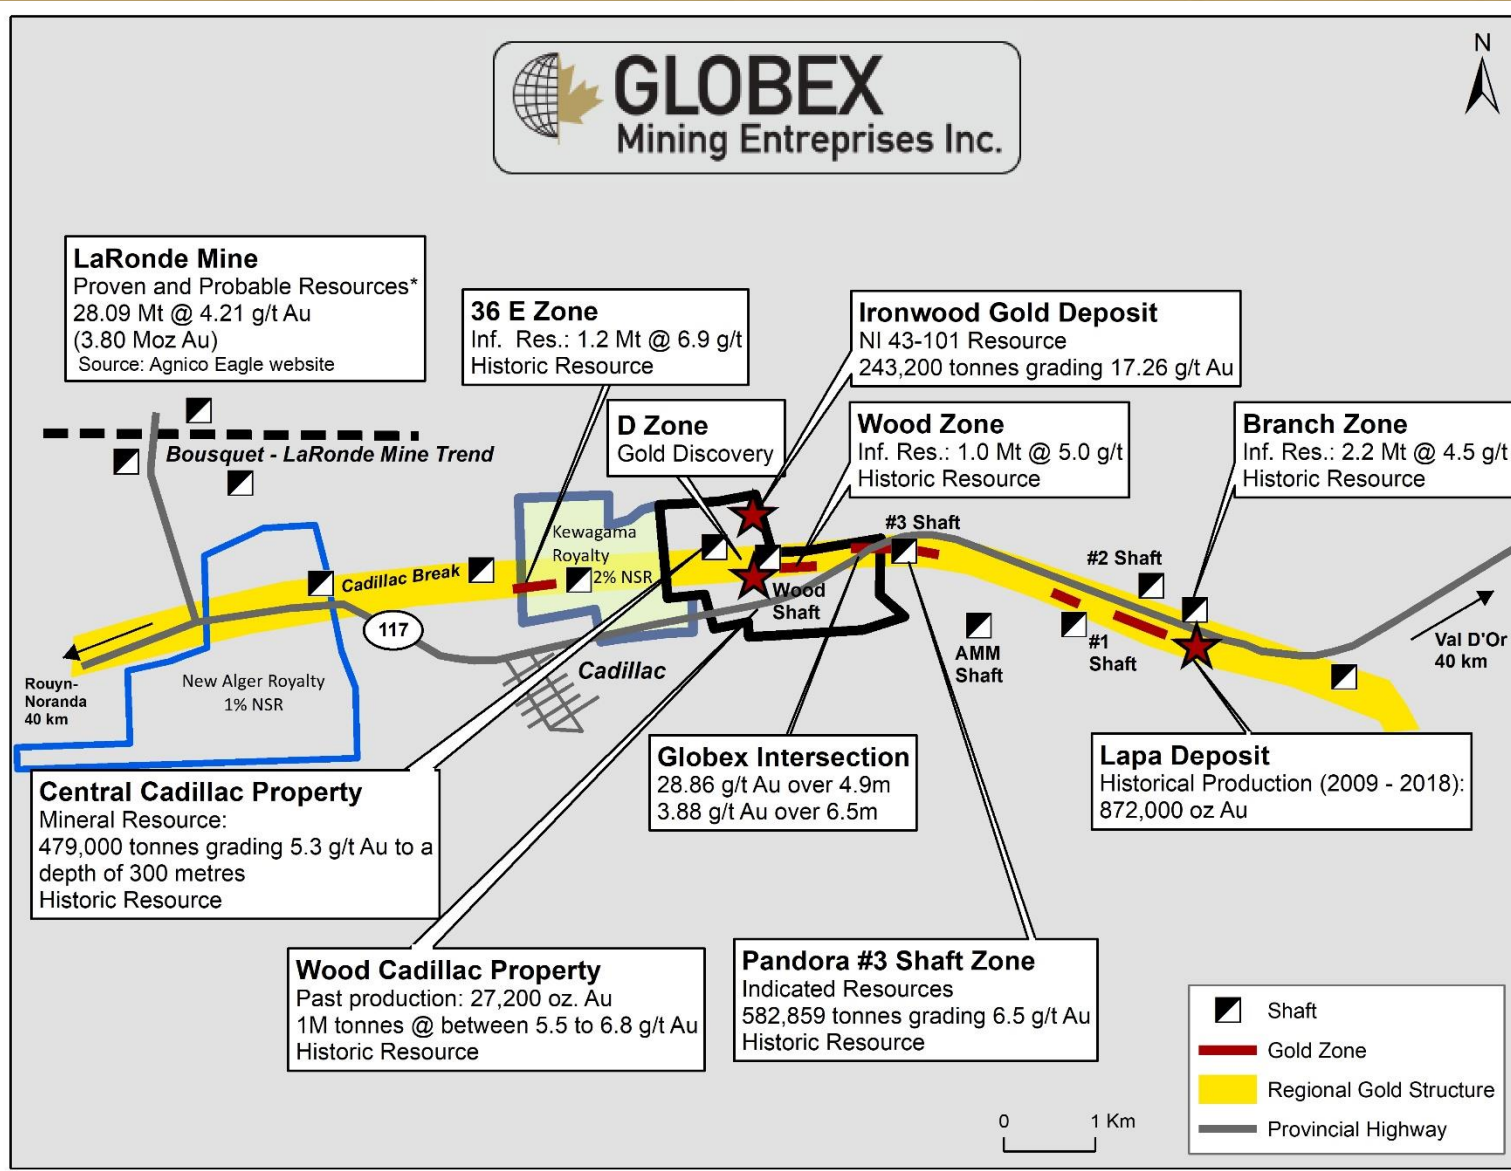 N
GLOBEX
Mining Entreprises Inc.
LaRonde Mine
Proven and Probable Resources*
28.09 Mt @ 4.21 g/t Au
(3.80 Moz Au)
Source: Agnico Eagle website
36 E Zone
Inf. Res.: 1.2 Mt @ 6.9 g/t
Historic Resource
Ironwood Gold Deposit
NI 43-101 Resource
243,200 tonnes grading 17.26 g/t Au
D Zone
Gold Discovery
Wood Zone
Inf. Res.: 1.0 Mt @ 5.0 g/t
Historic Resource
Branch Zone
Inf. Res.: 2.2 Mt @ 4.5 g/t
Historic Resource
Bousquet - LaRonde Mine Trend
Kewagama
Royalty
2% NSR
#3 Shaft
#2 Shaft
Cadillac Break
Wood
Shaft
117
AMM
Shaft
#1
Shaft
Val D'Or
40 km
Rouyn-
Noranda
40 km
New Alger Royalty
1% NSR
Cadillac
Globex Intersection
28.86 g/t Au over 4.9m
3.88 g/t Au over 6.5m
Lapa Deposit
Historical Production (2009 - 2018):
872,000 oz Au
Central Cadillac Property
Mineral Resource:
479,000 tonnes grading 5.3 g/t Au to a
depth of 300 metres
Historic Resource
Wood Cadillac Property
Past production: 27,200 oz. Au
1M tonnes @ between 5.5 to 6.8 g/t Au
Historic Resource
Pandora #3 Shaft Zone
Indicated Resources
582,859 tonnes grading 6.5 g/t Au
Historic Resource
Shaft
Gold Zone
Regional Gold Structure
Provincial Highway
0 1 Km